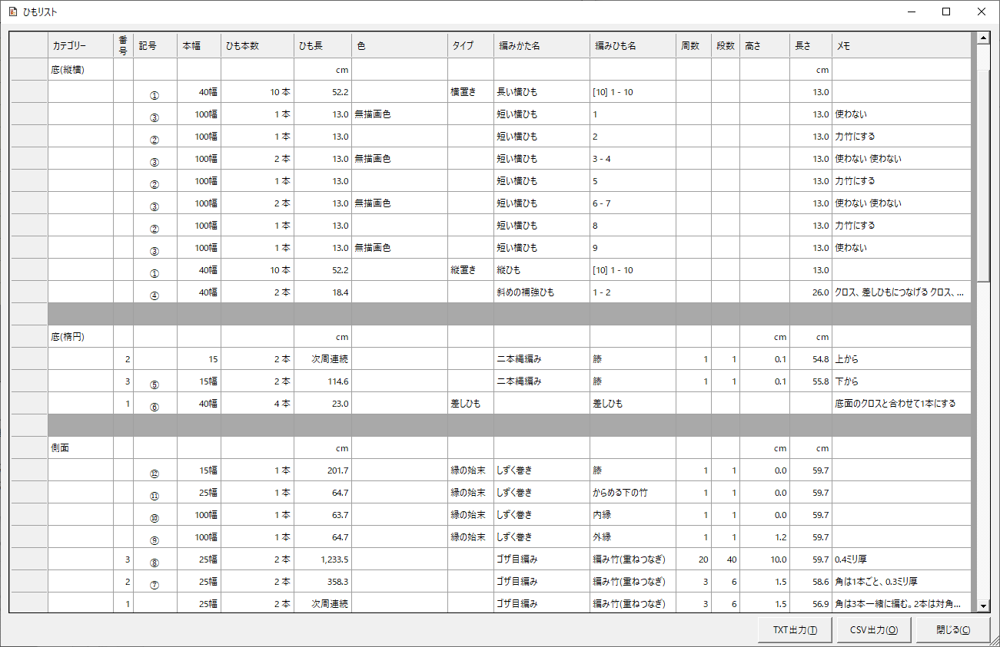 ひもリスト
カテゴリー 番号 記号 本幅 ひも本数 ひも長 色 タイプ 編みかた名 編みひも名 周数 段数 高さ 長さ メモ
底(縦横) cm cm
① 40幅 10 本 52.2 横置き 長い横ひも [10] 1 - 10 13.0
③ 100幅 1 本 13.0 無描画色 短い横ひも 1 13.0 使わない
② 100幅 1 本 13.0 短い横ひも 2 13.0 力竹にする
③ 100幅 2 本 13.0 無描画色 短い横ひも 3 - 4 13.0 使わない 使わない
② 100幅 1 本 13.0 短い横ひも 5 13.0 力竹にする
③ 100幅 2 本 13.0 無描画色 短い横ひも 6 - 7 13.0 使わない 使わない
② 100幅 1 本 13.0 短い横ひも 8 13.0 力竹にする
③ 100幅 1 本 13.0 無描画色 短い横ひも 9 13.0 使わない
① 40幅 10 本 52.2 縦置き 縦ひも [10] 1 - 10 13.0
④ 40幅 2 本 18.4 斜めの補強ひも 1 - 2 26.0 クロス、差しひもにつなげる クロス、...
底(楕円) cm cm cm
2 15 2 本 次周連続 二本縄編み 籐 1 1 0.1 54.8 上から
3 ⑤ 15幅 2 本 114.6 二本縄編み 籐 1 1 0.1 55.8 下から
1 ⑥ 40幅 4 本 23.0 差しひも 差しひも 底面のクロスと合わせて1本にする
側面 cm cm cm
⑫ 15幅 1 本 201.7 縁の始末 しずく巻き 籐 1 1 0.0 59.7
⑪ 25幅 1 本 64.7 縁の始末 しずく巻き からめる下の竹 1 1 0.0 59.7
⑩ 100幅 1 本 63.7 縁の始末 しずく巻き 内縁 1 1 0.0 59.7
⑨ 100幅 1 本 64.7 縁の始末 しずく巻き 外縁 1 1 1.2 59.7
3 ⑧ 25幅 2 本 1,233.5 ゴザ目編み 編み竹(重ねつなぎ) 20 40 10.0 59.7 0.4ミリ厚
2 ⑦ 25幅 2 本 358.3 ゴザ目編み 編み竹(重ねつなぎ) 3 6 1.5 58.6 角は1本ごと、0.3ミリ厚
1 25幅 2 本 次周連続 ゴザ目編み 編み竹(重ねつなぎ) 3 6 1.5 56.9 角は3本一緒に編む。2本は対角...
TXT出力(T) CSV出力(O) 閉じる(C)